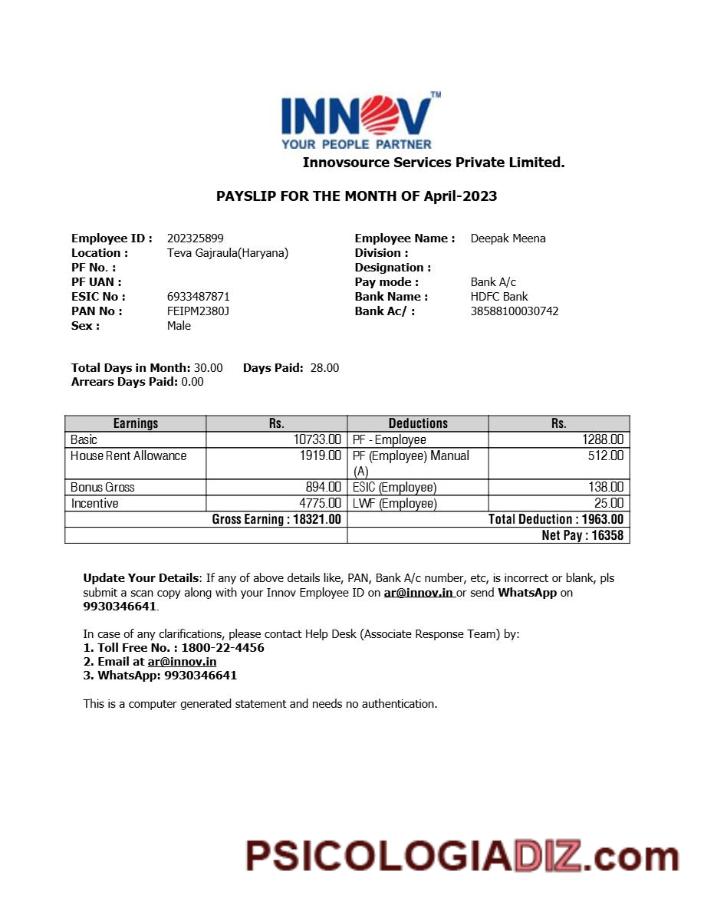 INNOV™
YOUR PEOPLE PARTNER
Innovsource Services Private Limited.
PAYSLIP FOR THE MONTH OF April-2023
Employee ID : 202325899 Employee Name : Deepak Meena
Location : Teva Gajraula(Haryana) Division :
PF No. : Designation :
PF UAN : Pay mode : Bank A/c
ESIC No : 6933487871 Bank Name : HDFC Bank
PAN No : FEIPM2380J Bank Ac/ : 38588100030742
Sex : Male
Total Days in Month: 30.00 Days Paid: 28.00
Arrears Days Paid: 0.00
Earnings Rs. Deductions Rs.
Basic 10733.00 PF - Employee 1288.00
House Rent Allowance 1919.00 PF (Employee) Manual 512.00
(A)
Bonus Gross 894.00 ESIC (Employee) 138.00
Incentive 4775.00 LWF (Employee) 25.00
Gross Earning : 18321.00 Total Deduction : 1963.00
Net Pay : 16358
Update Your Details: If any of above details like, PAN, Bank A/c number, etc, is incorrect or blank, pls
submit a scan copy along with your Innov Employee ID on ar@innov.in or send WhatsApp on
9930346641.
In case of any clarifications, please contact Help Desk (Associate Response Team) by:
1. Toll Free No. : 1800-22-4456
2. Email at ar@innov.in
3. WhatsApp: 9930346641
This is a computer generated statement and needs no authentication.
PSICOLOGIADIZ.com